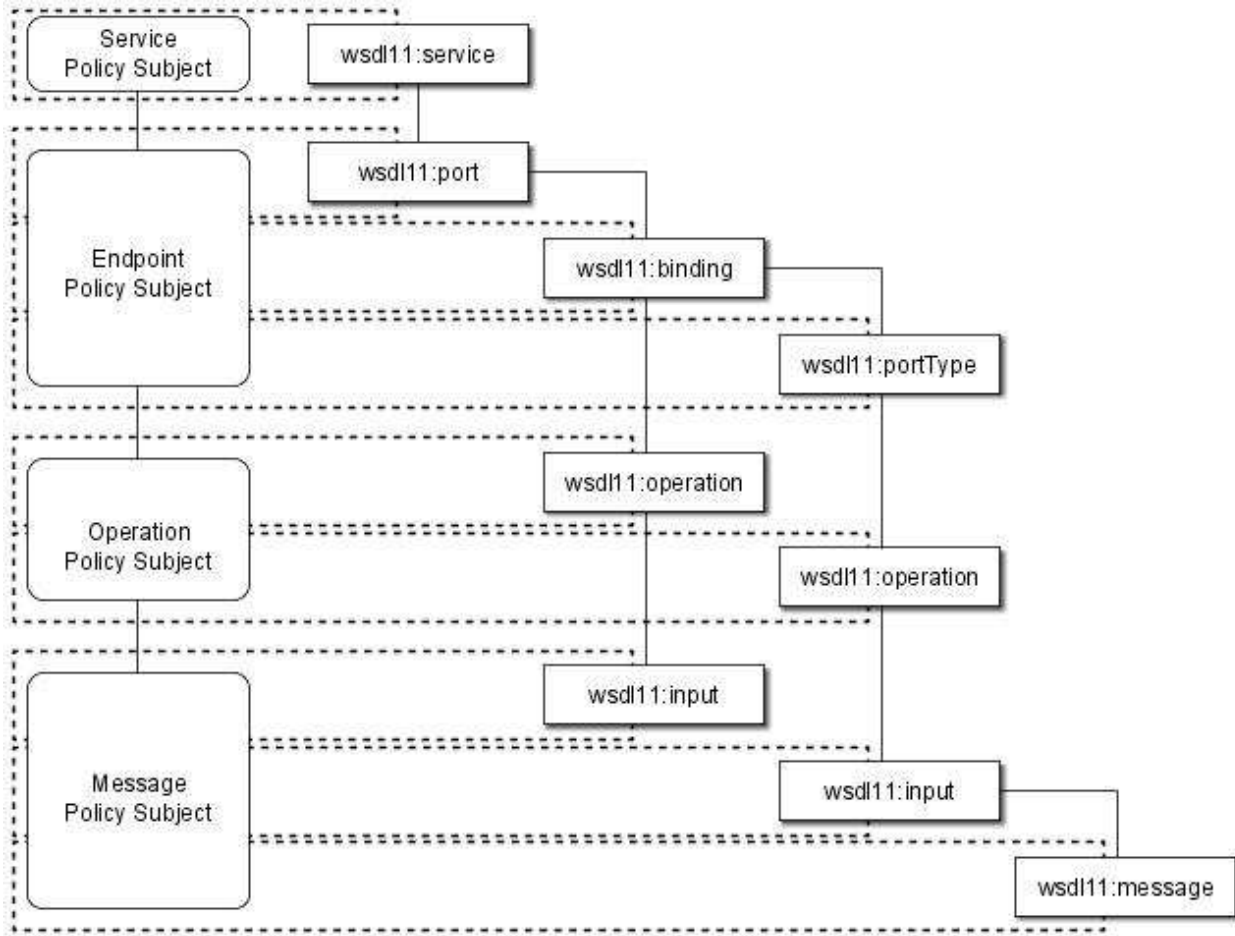 Service
Policy Subject
wsdl11:service
wsdl11:port
Endpoint
Policy Subject
wsdl11:binding
wsdl11:portType
wsdl11:operation
Operation
Policy Subject
wsdl11:operation
wsdl11:input
Message
Policy Subject
wsdl11:input
wsdl11:message